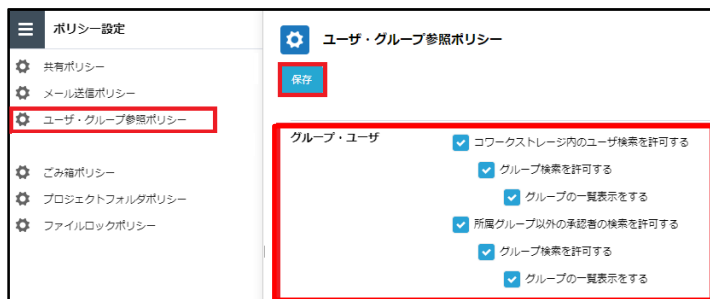 ポリシー設定
共有ポリシー
メール送信ポリシー
ユーザ・グループ参照ポリシー
ごみ箱ポリシー
プロジェクトフォルダポリシー
ファイルロックポリシー
ユーザ・グループ参照ポリシー
保存
グループ・ユーザ
コワークストレージ内のユーザ検索を許可する
グループ検索を許可する
グループの一覧表示をする
所属グループ以外の承認者の検索を許可する
グループ検索を許可する
グループの一覧表示をする